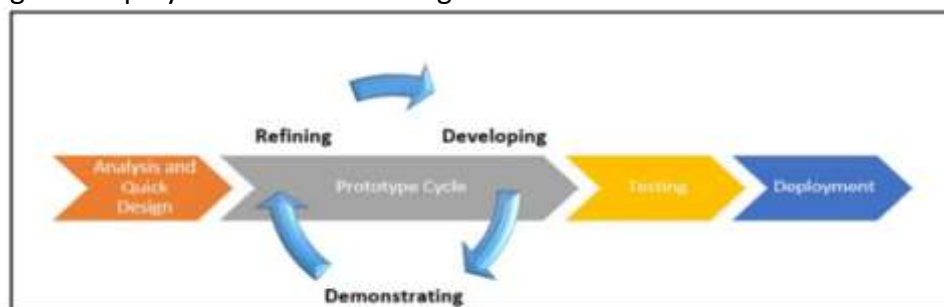 Refining
Developing
Analysis and
Quick
Design
Prototype Cycle
Testing
Deployment
Demonstrating